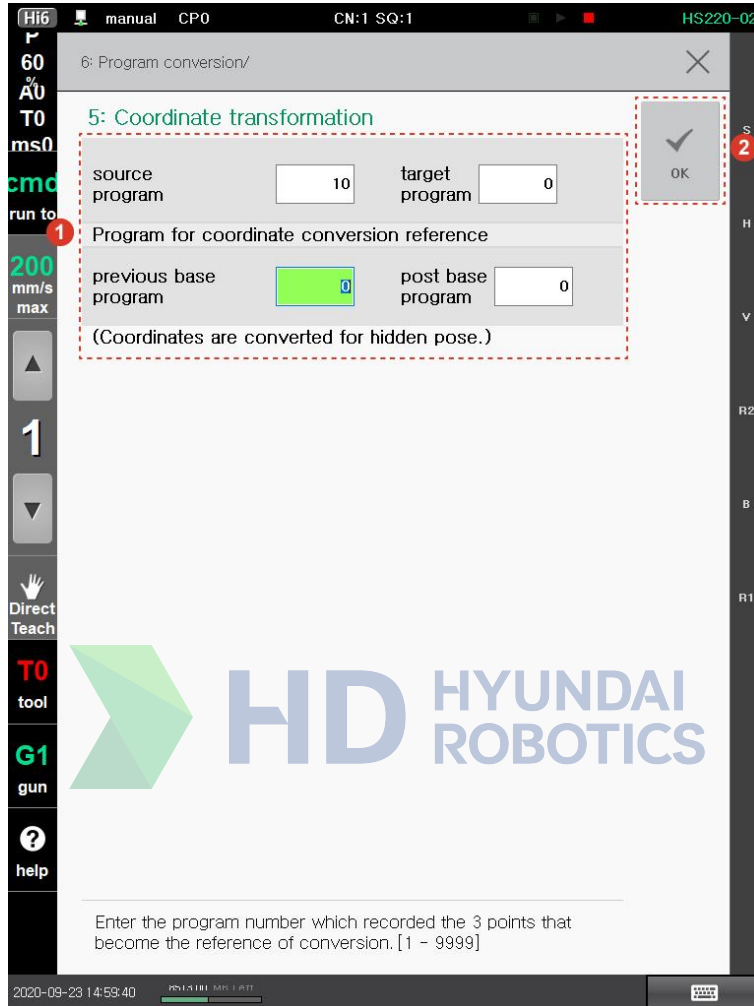 Hi6 manual CP0 CN:1 SQ:1 HS220-02
P
60
%
A0
T0
ms0
cmd
run to
200
mm/s
max
1
Direct
Teach
T0
tool
G1
gun
?
help
6: Program conversion/
5: Coordinate transformation
1
source
program
10
target
program
0
Program for coordinate conversion reference
previous base
program
0
post base
program
0
(Coordinates are converted for hidden pose.)
OK
2
S
H
V
R2
B
R1
HD HYUNDAI
ROBOTICS
Enter the program number which recorded the 3 points that
become the reference of conversion. [1 - 9999]
2020-09-23 14:59:40